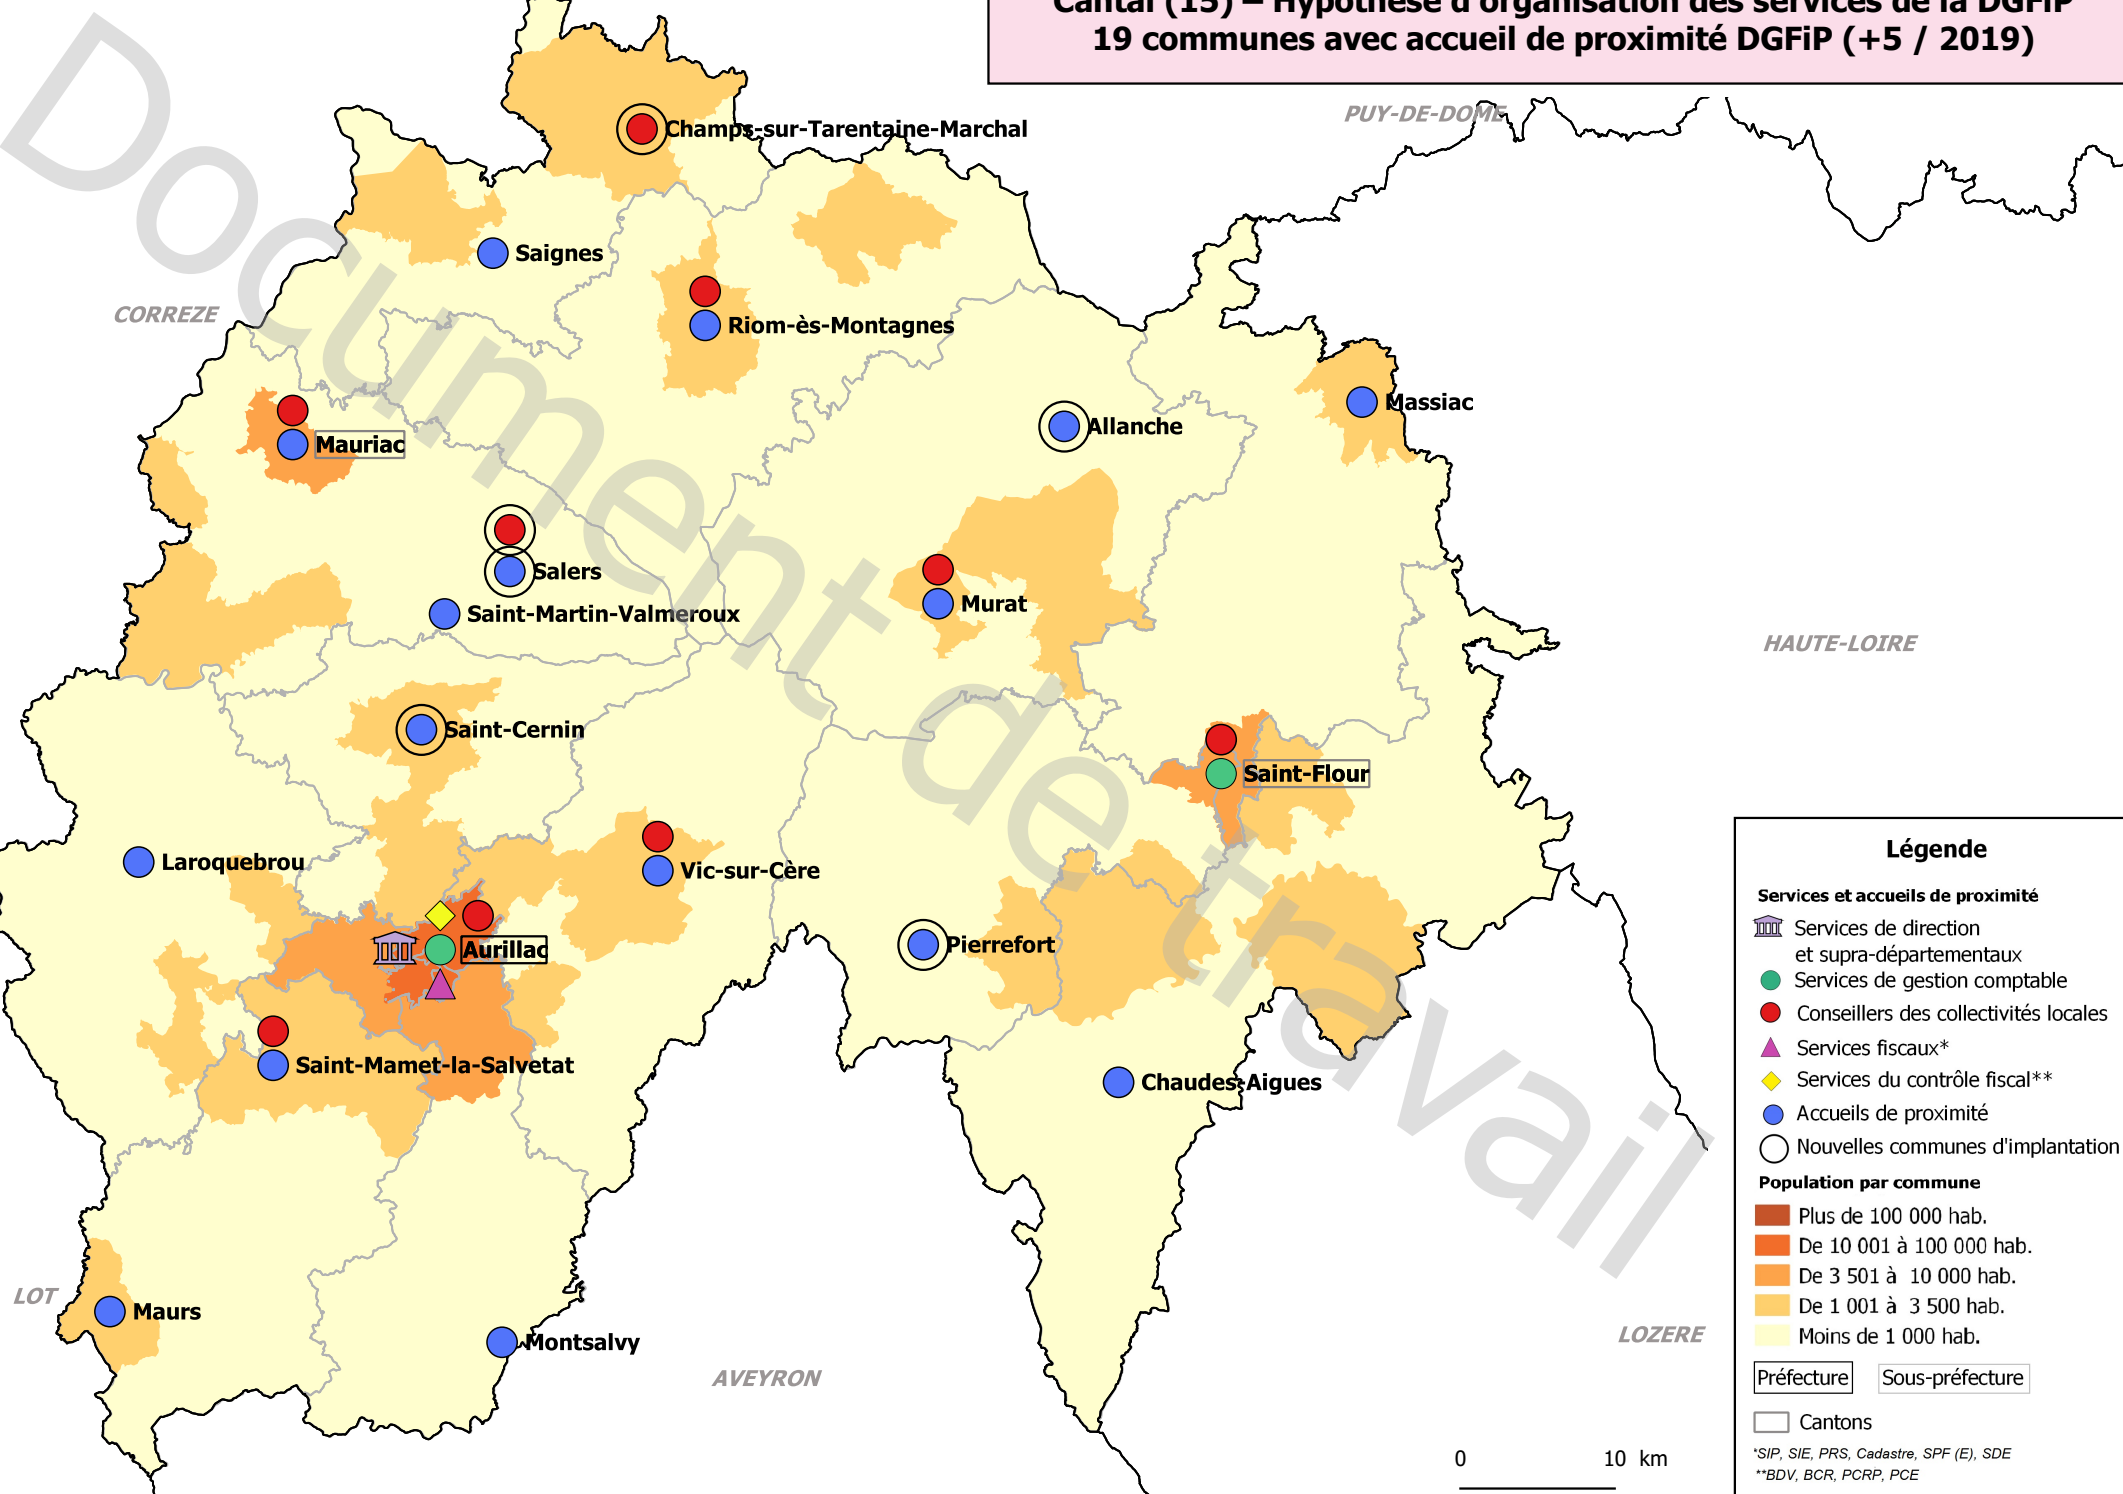 Cantal (15) – Hypothèse d'organisation des services de la DGFiP
19 communes avec accueil de proximité DGFiP (+5 / 2019)
PUY-DE-DOME
Champs-sur-Tarentaine-Marchal
Saignes
CORREZE
Riom-ès-Montagnes
Massiac
Allanche
Mauriac
Salers
Murat
Saint-Martin-Valmeroux
HAUTE-LOIRE
Saint-Cernin
Saint-Flour
Laroquebrou
Vic-sur-Cère
Pierrefort
Aurillac
Saint-Mamet-la-Salvetat
Chaudes-Aigues
LOT
Maurs
Montsalvy
LOZERE
AVEYRON
0 10 km
Document de travail
Légende
Services et accueils de proximité
Services de direction
et supra-départementaux
Services de gestion comptable
Conseillers des collectivités locales
Services fiscaux*
Services du contrôle fiscal**
Accueils de proximité
Nouvelles communes d'implantation
Population par commune
Plus de 100 000 hab.
De 10 001 à 100 000 hab.
De 3 501 à 10 000 hab.
De 1 001 à 3 500 hab.
Moins de 1 000 hab.
Préfecture Sous-préfecture
Cantons
*SIP, SIE, PRS, Cadastre, SPF (E), SDE
**BDV, BCR, PCRP, PCE